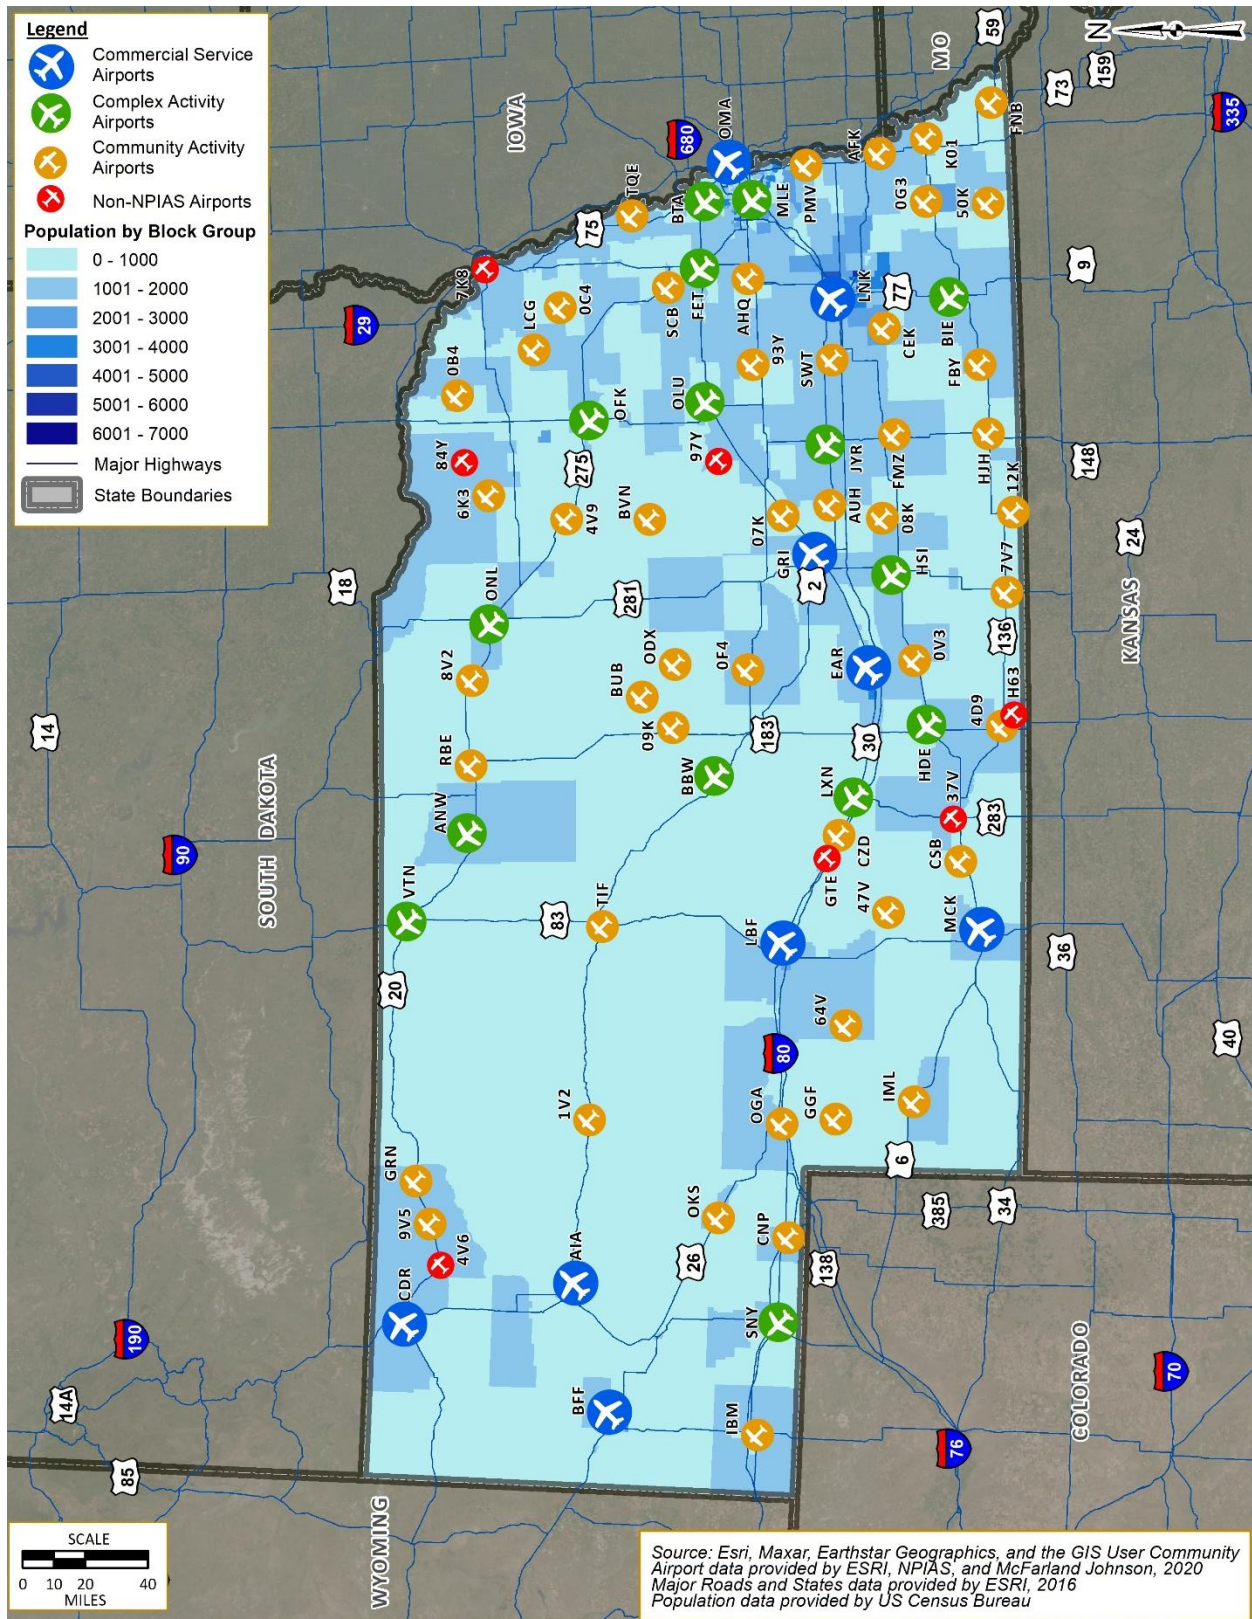 Legend
Commercial Service
Airports
Complex Activity
Airports
Community Activity
Airports
Non-NPIAS Airports
Population by Block Group
0 - 1000
1001 - 2000
2001 - 3000
3001 - 4000
4001 - 5000
5001 - 6000
6001 - 7000
Major Highways
State Boundaries
N
MO
IOWA
SOUTH DAKOTA
KANSAS
COLORADO
WYOMING
59
159
73
335
680
75
29
9
77
148
275
24
18
281
2
136
14
183
30
283
90
83
20
36
80
40
6
385
34
26
138
190
14A
85
76
70
OMA
AFK
FNB
K01
TQE
BTA
MLE
PMV
0G3
50K
7K8
LCG
0C4
SCB
FET
AHQ
LNK
CEK
BIE
0B4
93Y
SWT
FBY
OFK
OLU
84Y
97Y
JYR
FMZ
HJH
6K3
4V9
BVN
07K
AUH
08K
12K
GRI
HSI
7V7
ONL
8V2
ODX
BUB
09K
0F4
EAR
0V3
4D9
H63
RBE
BBW
HDE
ANW
LXN
37V
CZD
GTE
CSB
47V
VTN
TIF
LBF
MCK
64V
1V2
OGA
GGF
IML
GRN
9V5
4V6
CDR
AIA
OKS
CNP
SNY
BFF
IBM
SCALE
0 10 20 40
MILES
Source: Esri, Maxar, Earthstar Geographics, and the GIS User Community
Airport data provided by ESRI, NPIAS, and McFarland Johnson, 2020
Major Roads and States data provided by ESRI, 2016
Population data provided by US Census Bureau